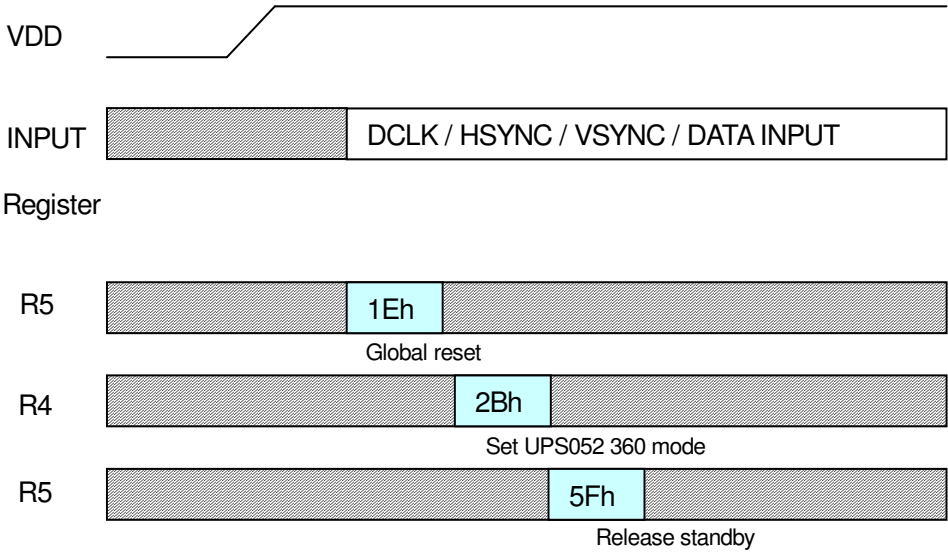 VDD
INPUT DCLK / HSYNC / VSYNC / DATA INPUT
Register
R5 1Eh
Global reset
R4 2Bh
Set UPS052 360 mode
R5 5Fh
Release standby